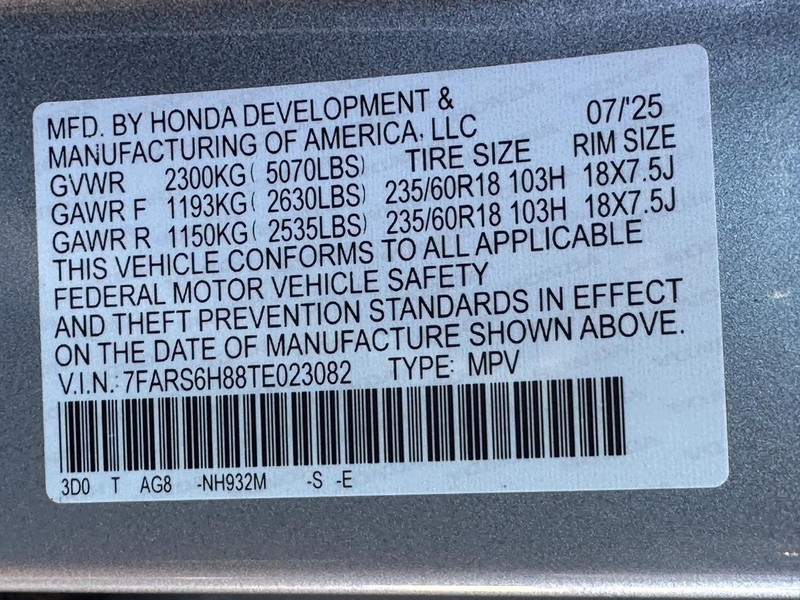 MFD. BY HONDA DEVELOPMENT &
MANUFACTURING OF AMERICA, LLC 07/'25
GVWR 2300KG( 5070LBS) TIRE SIZE RIM SIZE
GAWR F 1193KG( 2630LBS) 235/60R18 103H 18X7.5J
GAWR R 1150KG( 2535LBS) 235/60R18 103H 18X7.5J
THIS VEHICLE CONFORMS TO ALL APPLICABLE
FEDERAL MOTOR VEHICLE SAFETY
AND THEFT PREVENTION STANDARDS IN EFFECT
ON THE DATE OF MANUFACTURE SHOWN ABOVE.
V.I.N.: 7FARS6H88TE023082 TYPE: MPV
3D0 T AG8 -NH932M -S -E